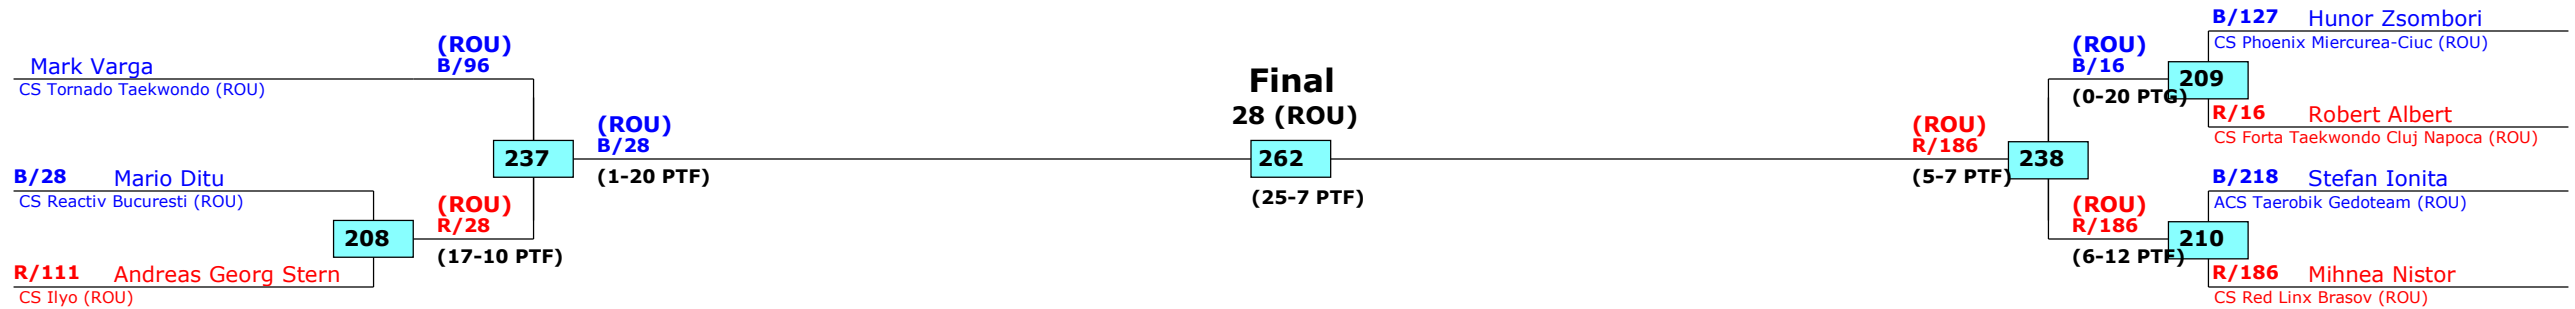 Mark Varga
CS Tornado Taekwondo (ROU)
B/28 Mario Ditu
CS Reactiv Bucuresti (ROU)
R/111 Andreas Georg Stern
CS Ilyo (ROU)
208
(ROU)
B/96
(ROU)
R/28
(17-10 PTF)
237
(ROU)
B/28
(1-20 PTF)
Final
28 (ROU)
262
(25-7 PTF)
(ROU)
R/186
(5-7 PTF)
238
(ROU)
B/16
(0-20 PTG)
209
(ROU)
R/186
(6-12 PTF)
210
B/127 Hunor Zsombori
CS Phoenix Miercurea-Ciuc (ROU)
R/16 Robert Albert
CS Forta Taekwondo Cluj Napoca (ROU)
B/218 Stefan Ionita
ACS Taerobik Gedoteam (ROU)
R/186 Mihnea Nistor
CS Red Linx Brasov (ROU)